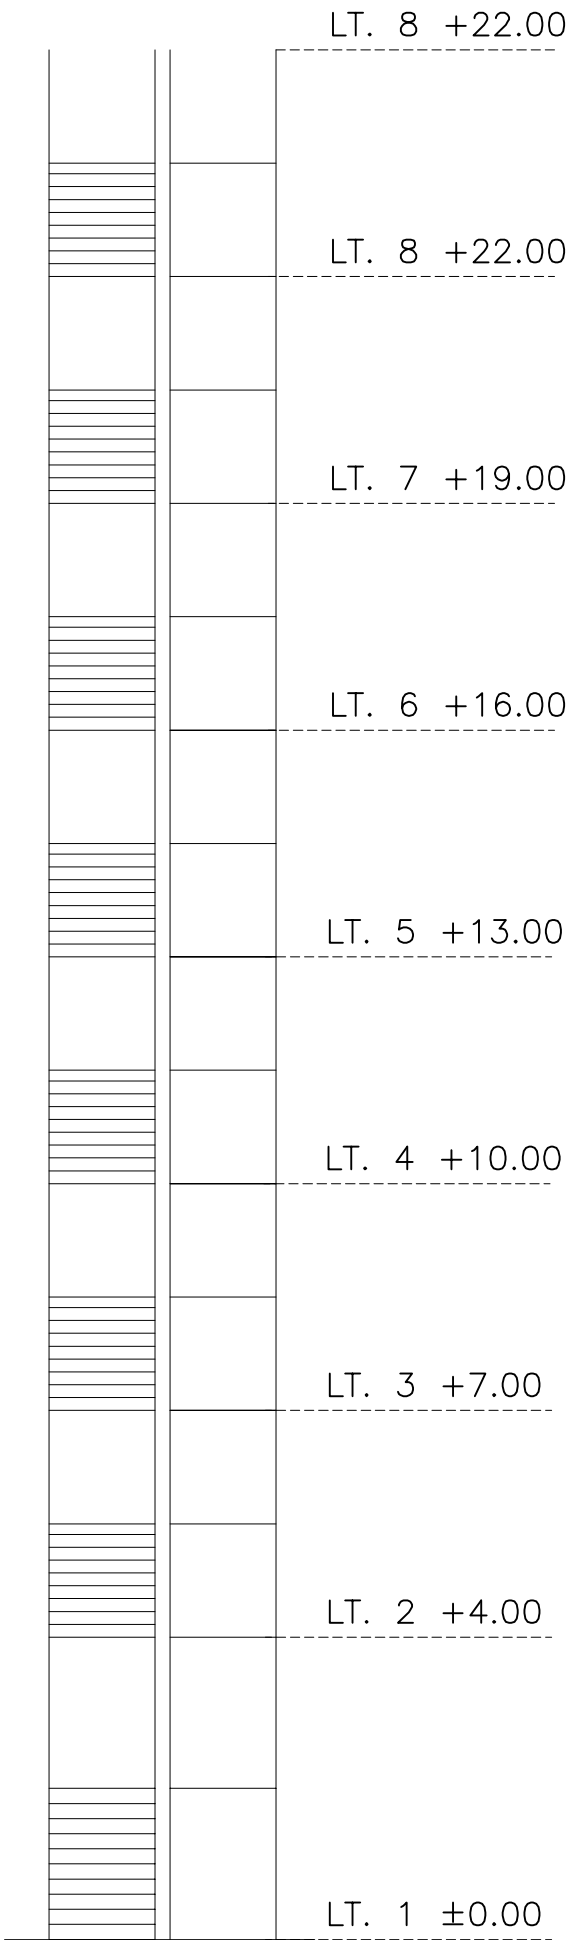 LT. 8 +22.00
LT. 8 +22.00
LT. 7 +19.00
LT. 6 +16.00
LT. 5 +13.00
LT. 4 +10.00
LT. 3 +7.00
LT. 2 +4.00
LT. 1 ±0.00